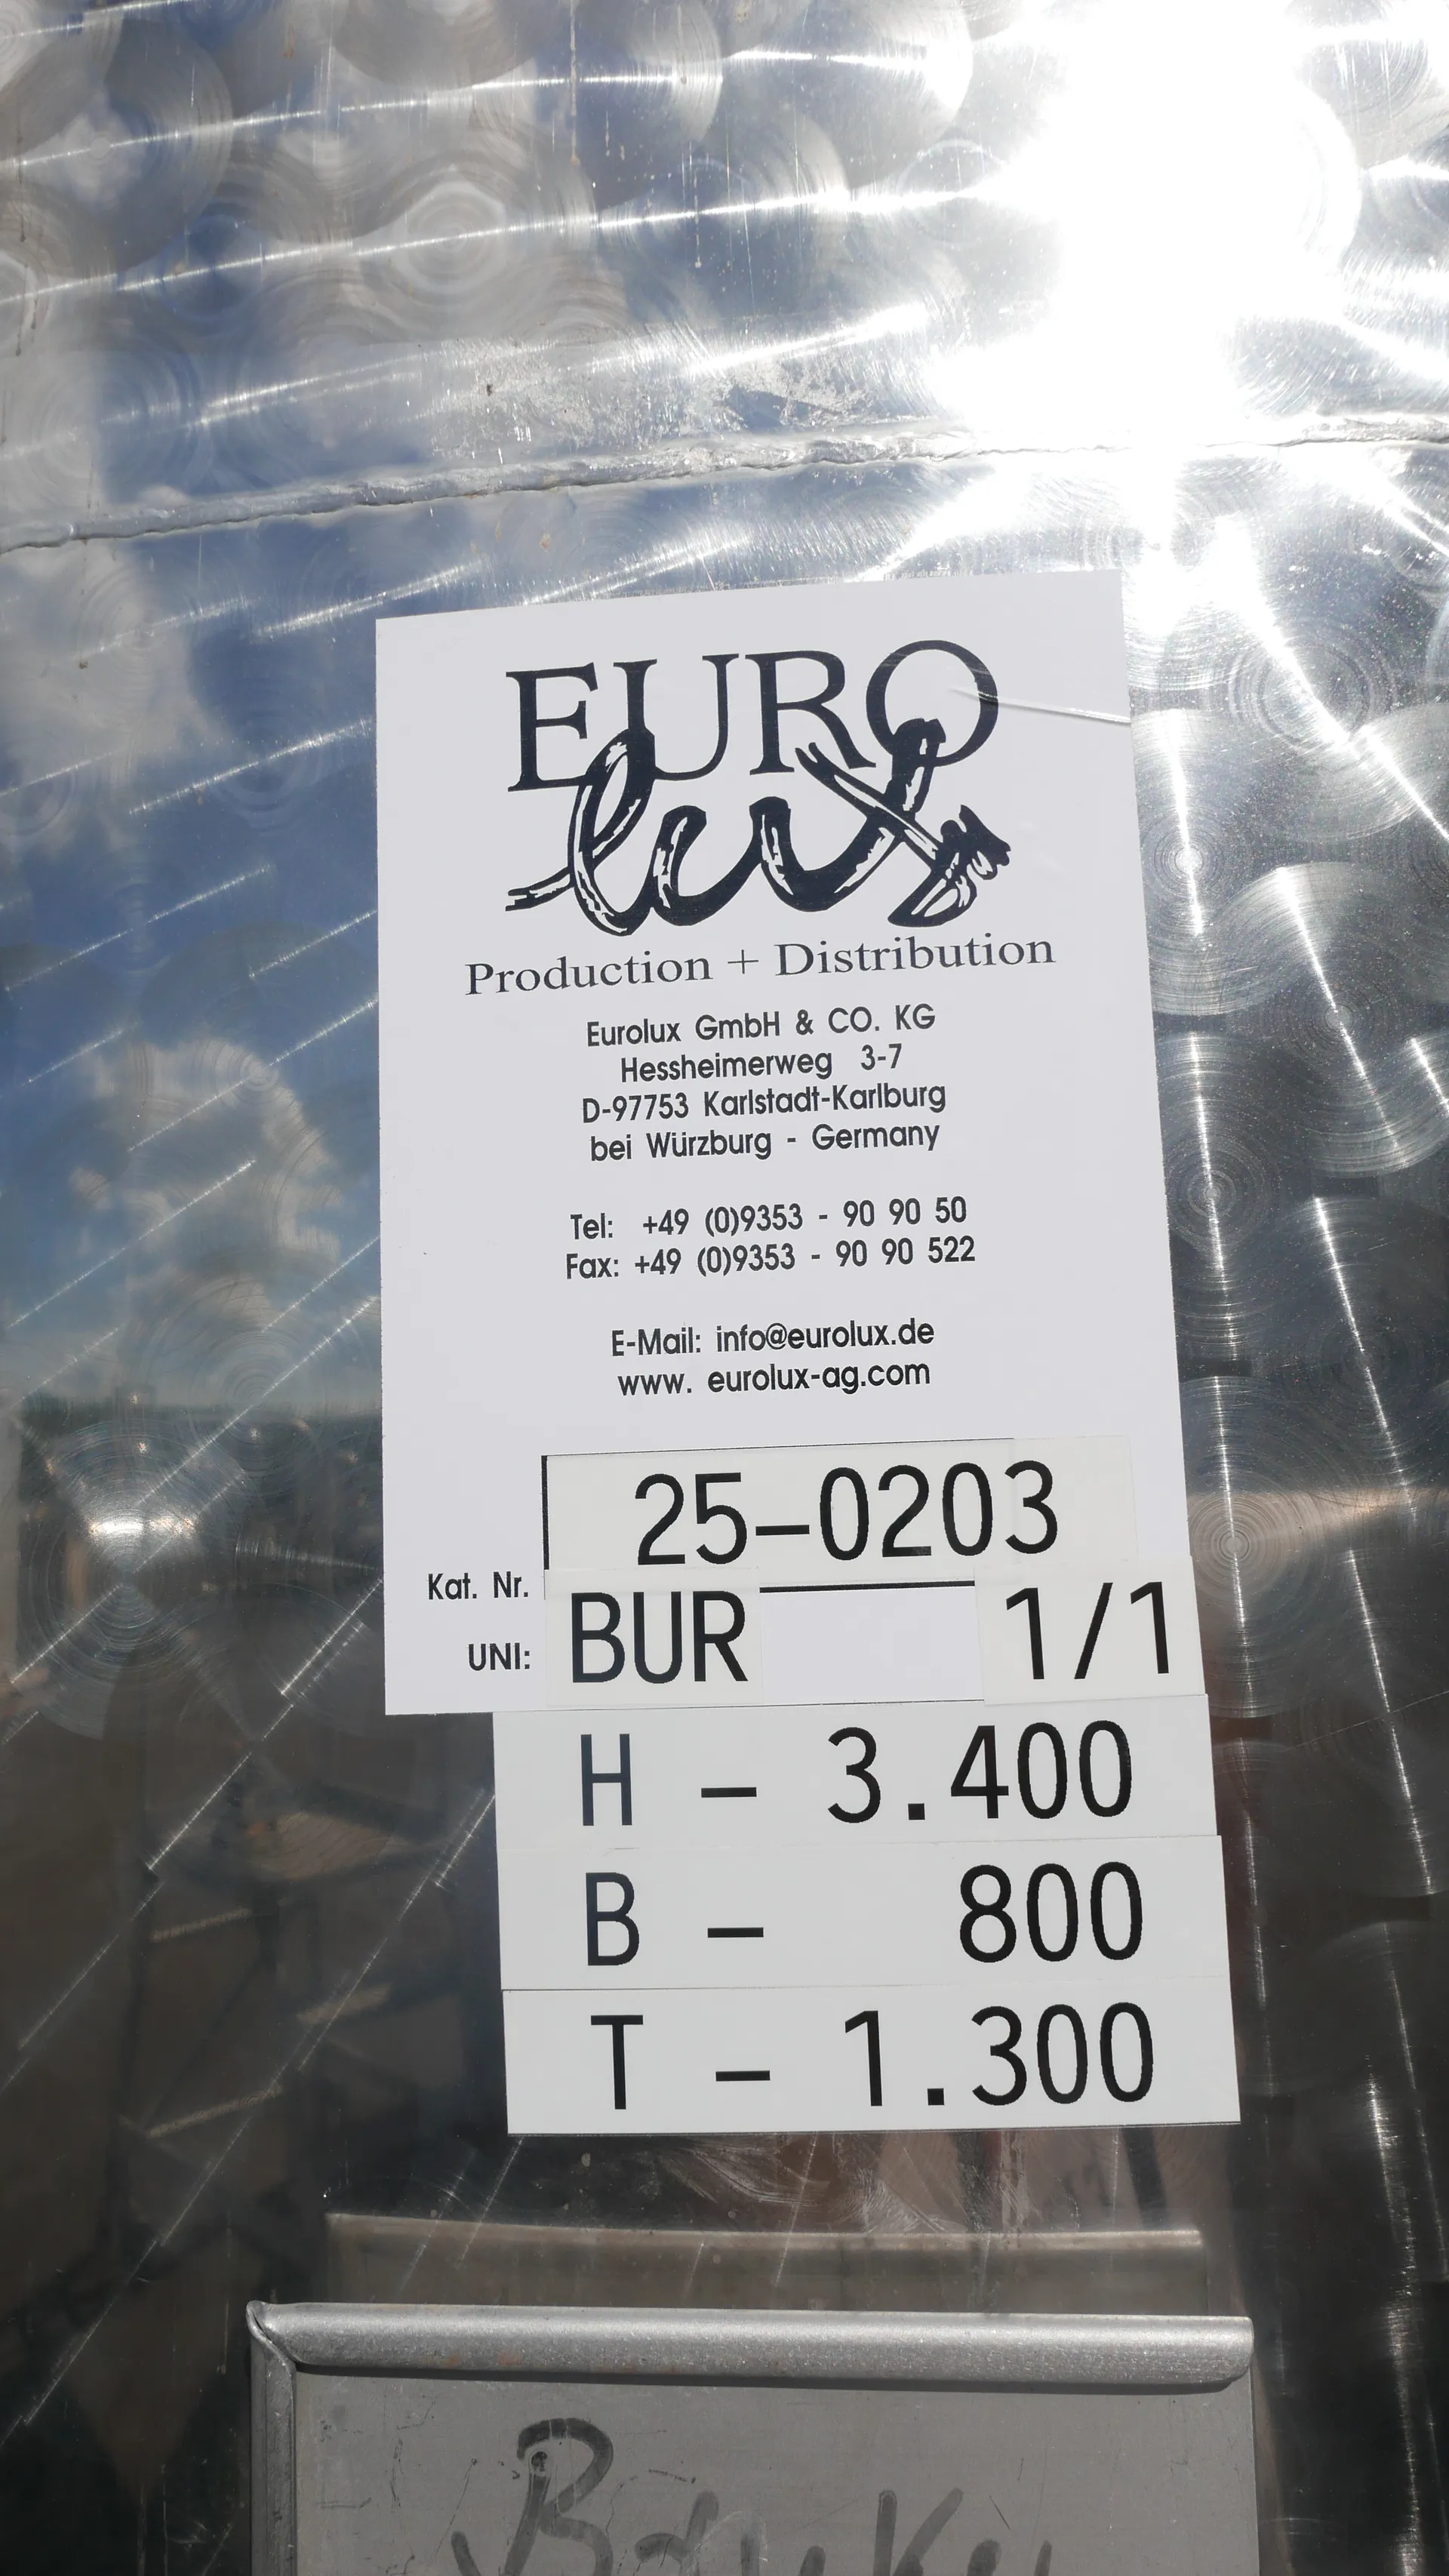 EURO
lux
Production + Distribution
Eurolux GmbH & CO. KG
Hessheimerweg 3-7
D-97753 Karlstadt-Karlburg
bei Würzburg - Germany
Tel: +49 (0)9353 - 90 90 50
Fax: +49 (0)9353 - 90 90 522
E-Mail: info@eurolux.de
www. eurolux-ag.com
Kat. Nr. 25-0203
UNI: BUR 1/1
H - 3.400
B - 800
T - 1.300